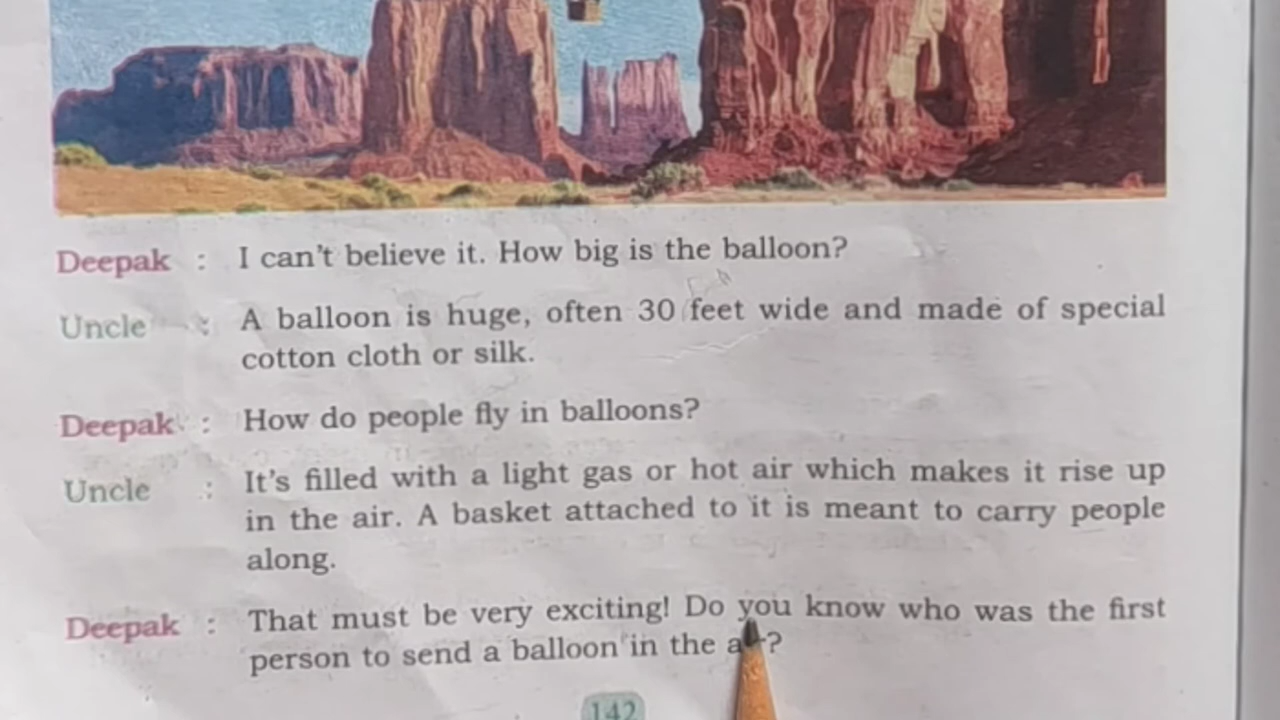 Deepak : I can't believe it. How big is the balloon?
Uncle : A balloon is huge, often 30 feet wide and made of special
cotton cloth or silk.
Deepak : How do people fly in balloons?
Uncle : It's filled with a light gas or hot air which makes it rise up
in the air. A basket attached to it is meant to carry people
along.
Deepak : That must be very exciting! Do you know who was the first
person to send a balloon in the ?
142